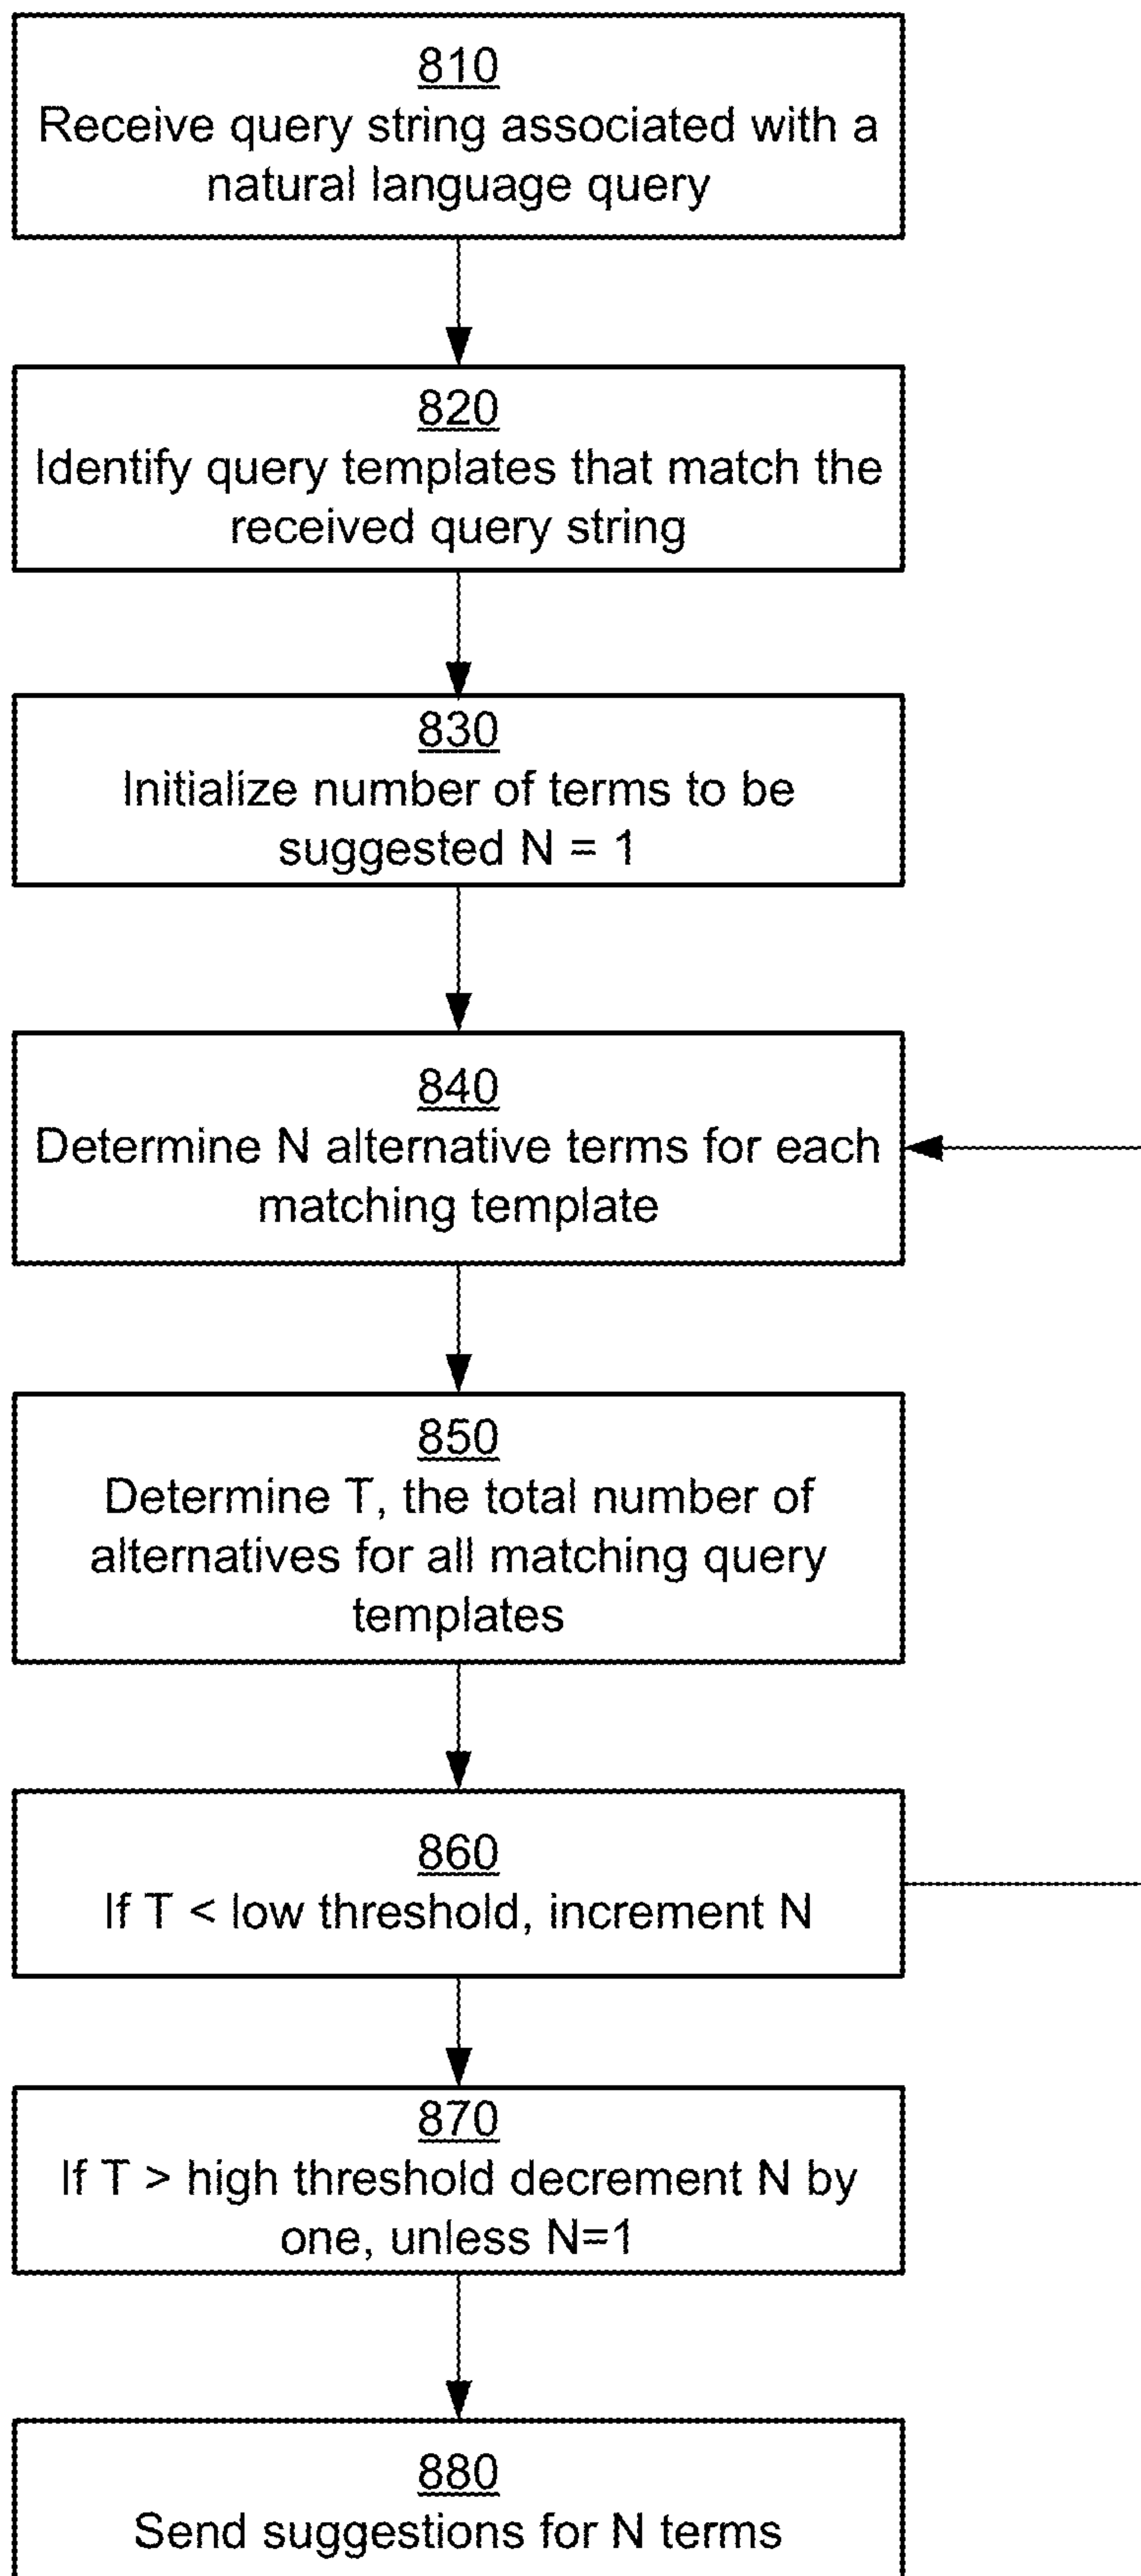 810
Receive query string associated with a
natural language query
820
Identify query templates that match the
received query string
830
Initialize number of terms to be
suggested N = 1
840
Determine N alternative terms for each
matching template
850
Determine T, the total number of
alternatives for all matching query
templates
860
If T < low threshold, increment N
870
If T > high threshold decrement N by
one, unless N=1
880
Send suggestions for N terms